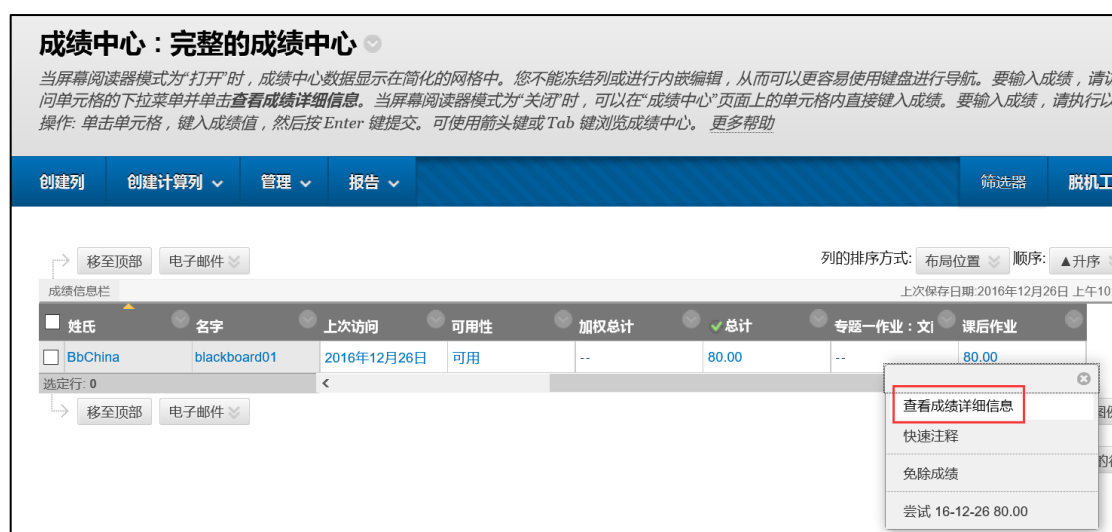 成绩中心：完整的成绩中心
当屏幕阅读器模式为“打开”时，成绩中心数据显示在简化的网格中。您不能冻结列或进行内嵌编辑，从而可以更容易使用键盘进行导航。要输入成绩，请访
问单元格的下拉菜单并单击查看成绩详细信息。当屏幕阅读器模式为“关闭”时，可以在“成绩中心”页面上的单元格内直接键入成绩。要输入成绩，请执行以
操作: 单击单元格，键入成绩值，然后按 Enter 键提交。可使用箭头键或 Tab 键浏览成绩中心。 更多帮助
创建列 创建计算列 管理 报告 筛选器 脱机工
移至顶部 电子邮件 列的排序方式: 布局位置 顺序: ▲升序
成绩信息栏 上次保存日期:2016年12月26日 上午10:
姓氏 名字 上次访问 可用性 加权总计 总计 专题一作业：文 课后作业
BbChina blackboard01 2016年12月26日 可用 -- 80.00 -- 80.00
选定行: 0
移至顶部 电子邮件
查看成绩详细信息
快速注释
免除成绩
尝试 16-12-26 80.00